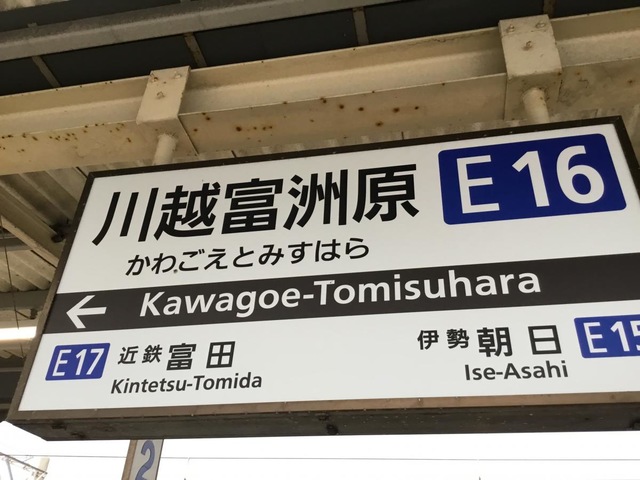 川越富洲原 E16
かわごえとみすはら
← Kawagoe-Tomisuhara
E17 近鉄富田 伊勢朝日 E15
Kintetsu-Tomida Ise-Asahi
2